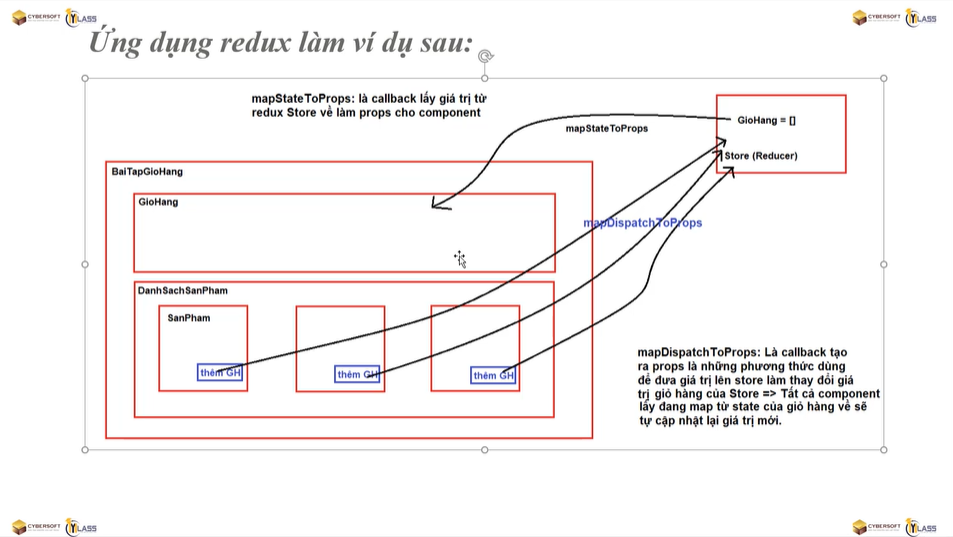 CYBERSOFT CYLASS
CYBERSOFT CYLASS
Ứng dụng redux làm ví dụ sau:
mapStateToProps: là callback lấy giá trị từ
redux Store về làm props cho component
mapStateToProps
GioHang = []
Store (Reducer)
BaiTapGioHang
GioHang
mapDispatchToProps
DanhSachSanPham
SanPham
thêm GH
thêm GH
thêm GH
mapDispatchToProps: Là callback tạo
ra props là những phương thức dùng
để đưa giá trị lên store làm thay đổi giá
trị giỏ hàng của Store => Tất cả component
lấy đang map từ state của giỏ hàng về sẽ
tự cập nhật lại giá trị mới.
CYBERSOFT CYLASS
CYBERSOFT CYLASS